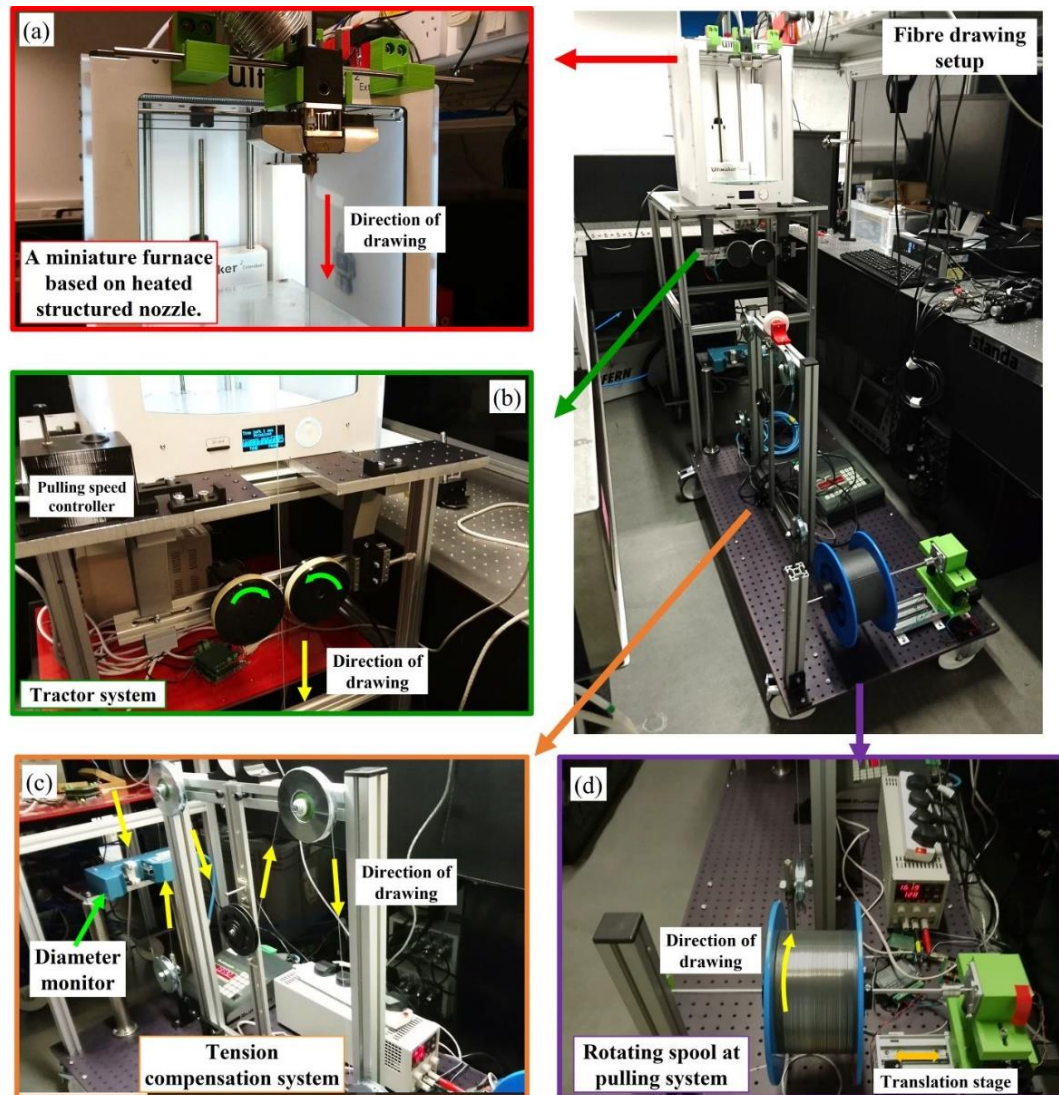 (a)
Direction of
drawing
A miniature furnace
based on heated
structured nozzle.
Fibre drawing
setup
Ultimaker
standa
FERN
(b)
Pulling speed
controller
Direction of
drawing
Tractor system
(c)
Direction of
drawing
Diameter
monitor
Tension
compensation system
(d)
Direction of
drawing
Rotating spool at
pulling system
Translation stage